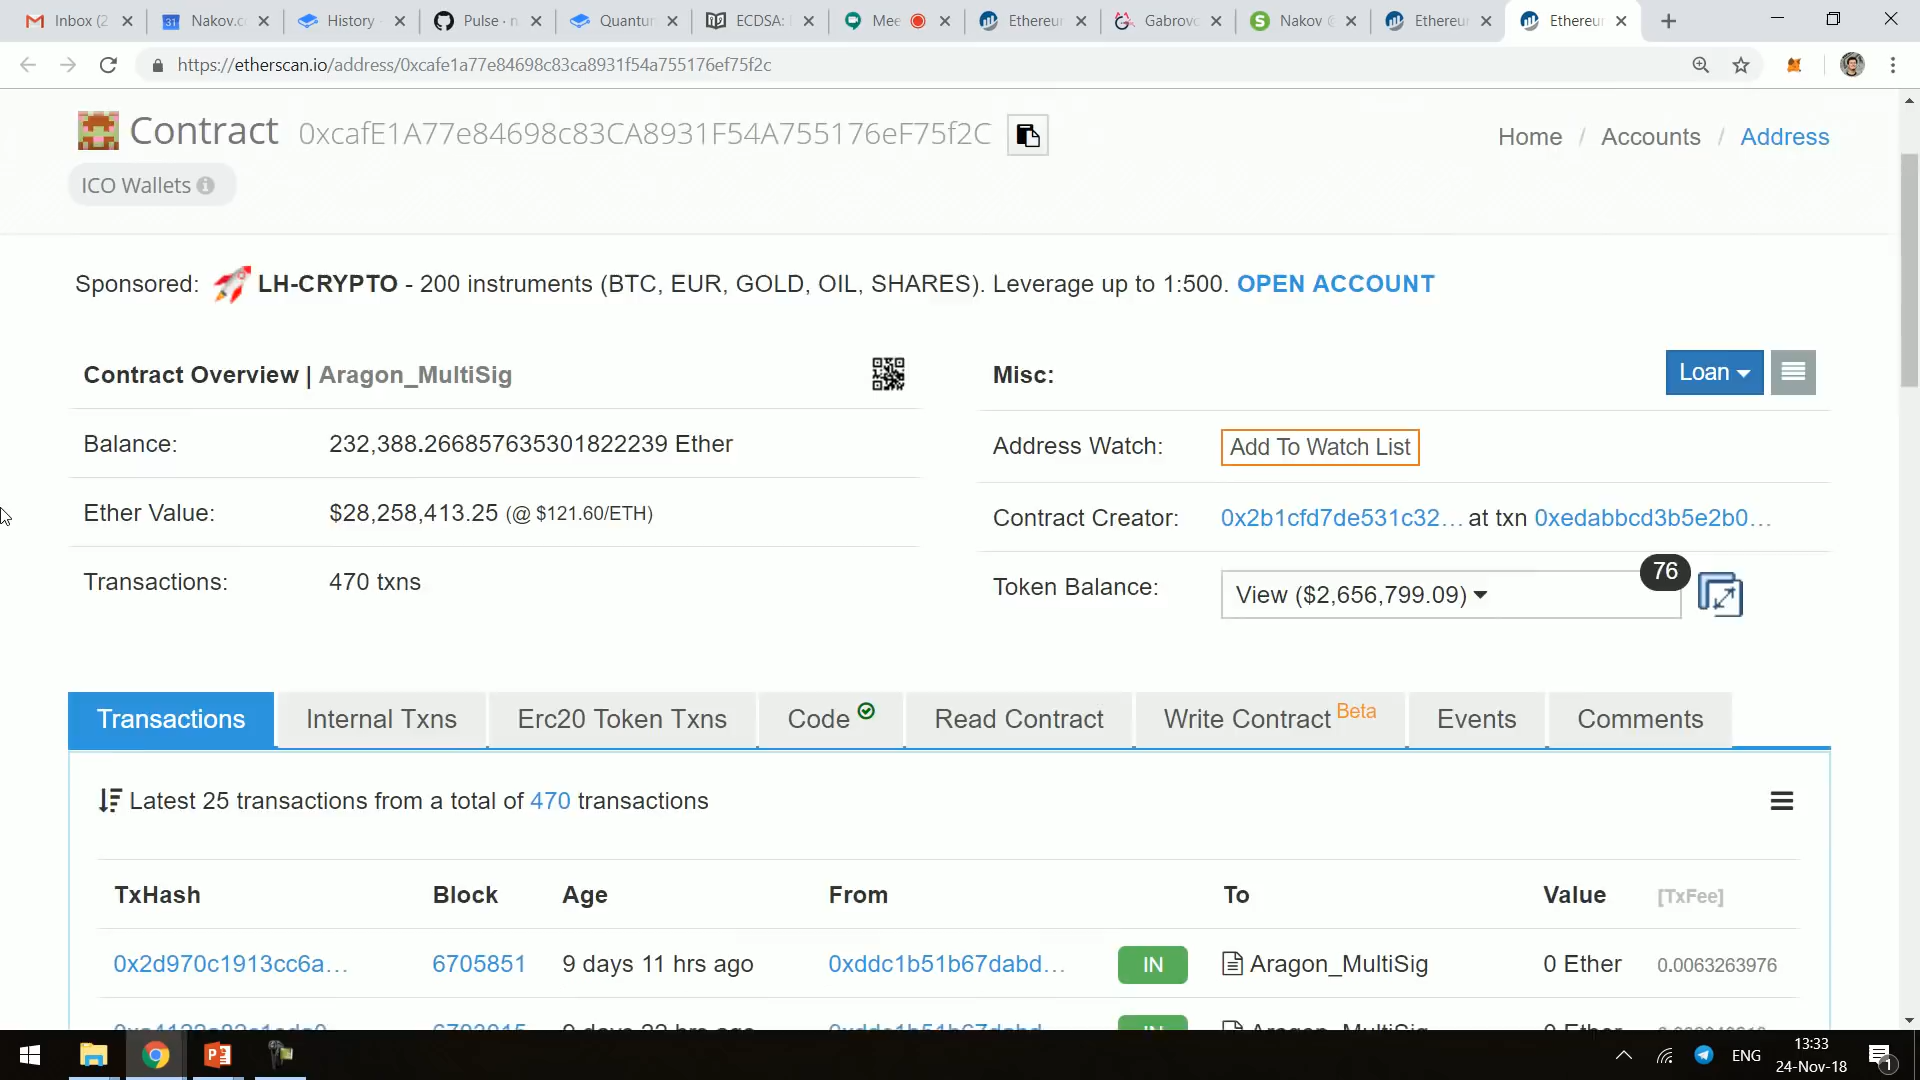 Inbox (2
Nakov.c
History
Pulse · n
Quantu
ECDSA:
Mee
Ethereu
Gabrov
Nakov
Ethereu
Ethereu
https://etherscan.io/address/0xcafe1a77e84698c83ca8931f54a755176ef75f2c
Contract 0xcafE1A77e84698c83CA8931F54A755176eF75f2C
Home / Accounts / Address
ICO Wallets
Sponsored: LH-CRYPTO - 200 instruments (BTC, EUR, GOLD, OIL, SHARES). Leverage up to 1:500. OPEN ACCOUNT
Contract Overview | Aragon_MultiSig
Balance: 232,388.266857635301822239 Ether
Ether Value: $28,258,413.25 (@ $121.60/ETH)
Transactions: 470 txns
Misc:
Loan
Address Watch: Add To Watch List
Contract Creator: 0x2b1cfd7de531c32... at txn 0xedabbcd3b5e2b0...
Token Balance: View ($2,656,799.09) 76
Transactions Internal Txns Erc20 Token Txns Code Read Contract Write Contract Beta Events Comments
Latest 25 transactions from a total of 470 transactions
TxHash Block Age From To Value [TxFee]
0x2d970c1913cc6a... 6705851 9 days 11 hrs ago 0xddc1b51b67dabd... IN Aragon_MultiSig 0 Ether 0.0063263976
ENG
13:33
24-Nov-18
1